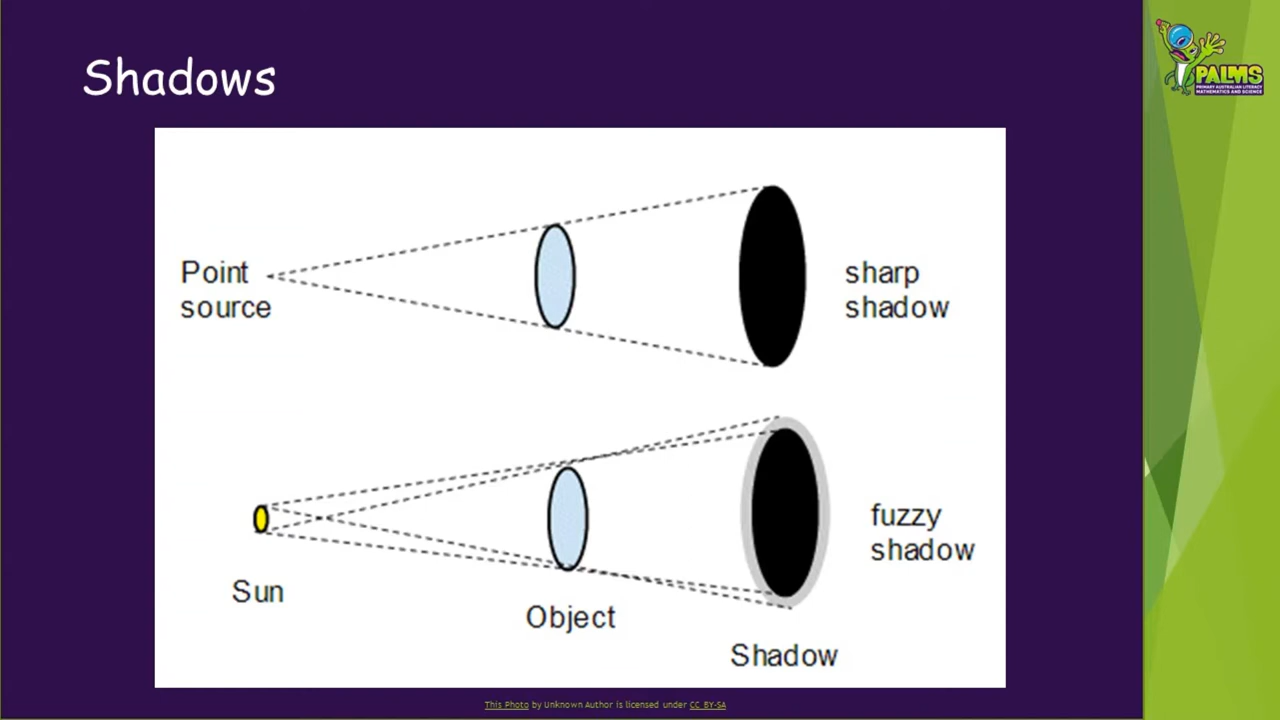 Shadows
PALMS
PRIMARY AUSTRALIAN LITERACY
MATHEMATICS AND SCIENCE
Point
source
sharp
shadow
fuzzy
shadow
Sun
Object
Shadow
This Photo by Unknown Author is licensed under CC BY-SA